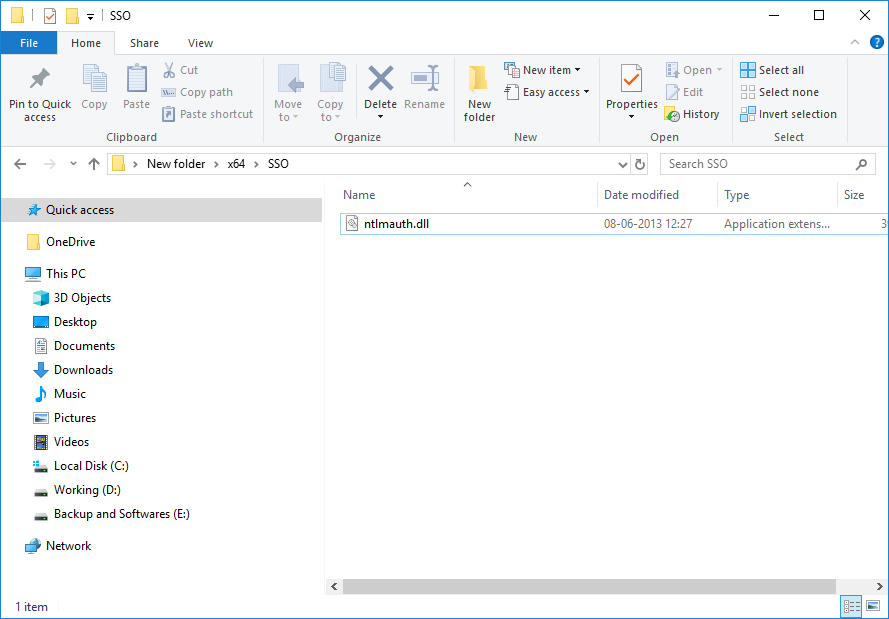 SSO
File Home Share View
Pin to Quick access
Copy
Paste
Cut
Copy path
Paste shortcut
Clipboard
Move to
Copy to
Delete
Rename
Organize
New folder
New item
Easy access
New
Properties
Open
Edit
History
Open
Select all
Select none
Invert selection
Select
New folder > x64 > SSO
Search SSO
Name Date modified Type Size
ntlmauth.dll 08-06-2013 12:27 Application extens...
Quick access
OneDrive
This PC
3D Objects
Desktop
Documents
Downloads
Music
Pictures
Videos
Local Disk (C:)
Working (D:)
Backup and Softwares (E:)
Network
1 item